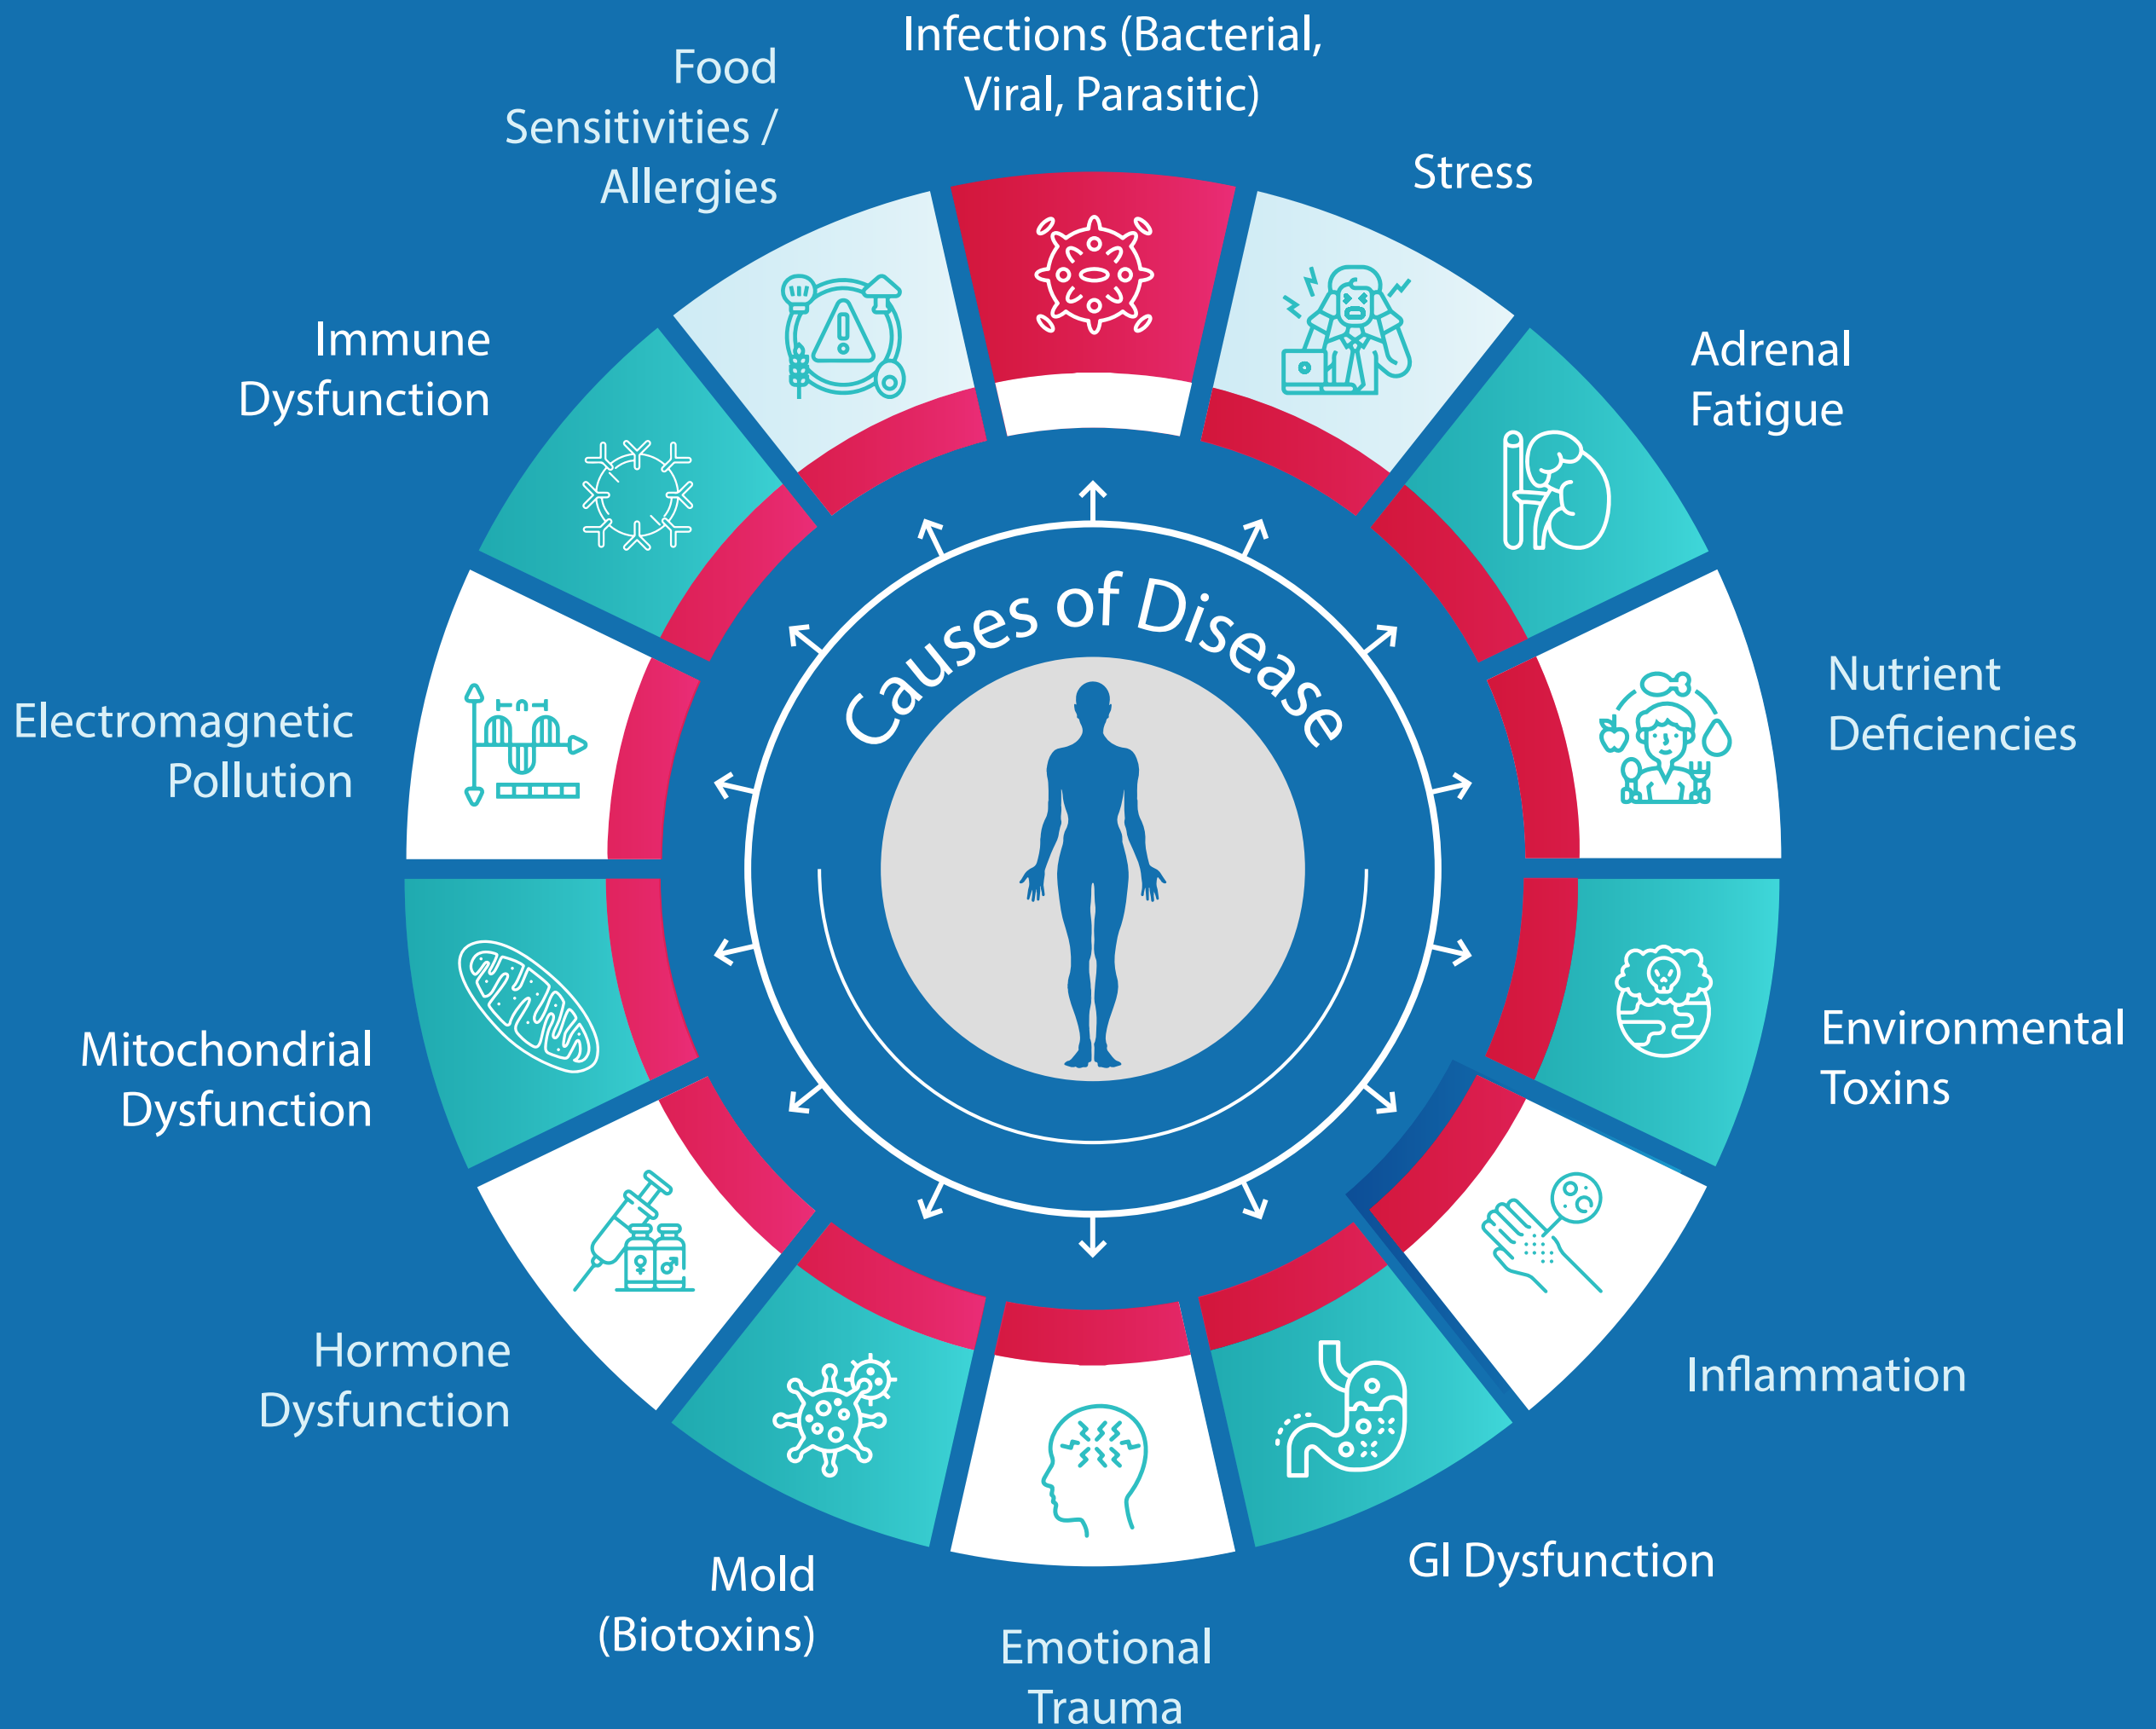 Infections (Bacterial,
Viral, Parasitic)
Stress
Adrenal
Fatigue
Nutrient
Deficiencies
Environmental
Toxins
Inflammation
GI Dysfunction
Emotional
Trauma
Mold
(Biotoxins)
Hormone
Dysfunction
Mitochondrial
Dysfunction
Electromagnetic
Pollution
Immune
Dysfunction
Food
Sensitivities /
Allergies
Causes of Disease